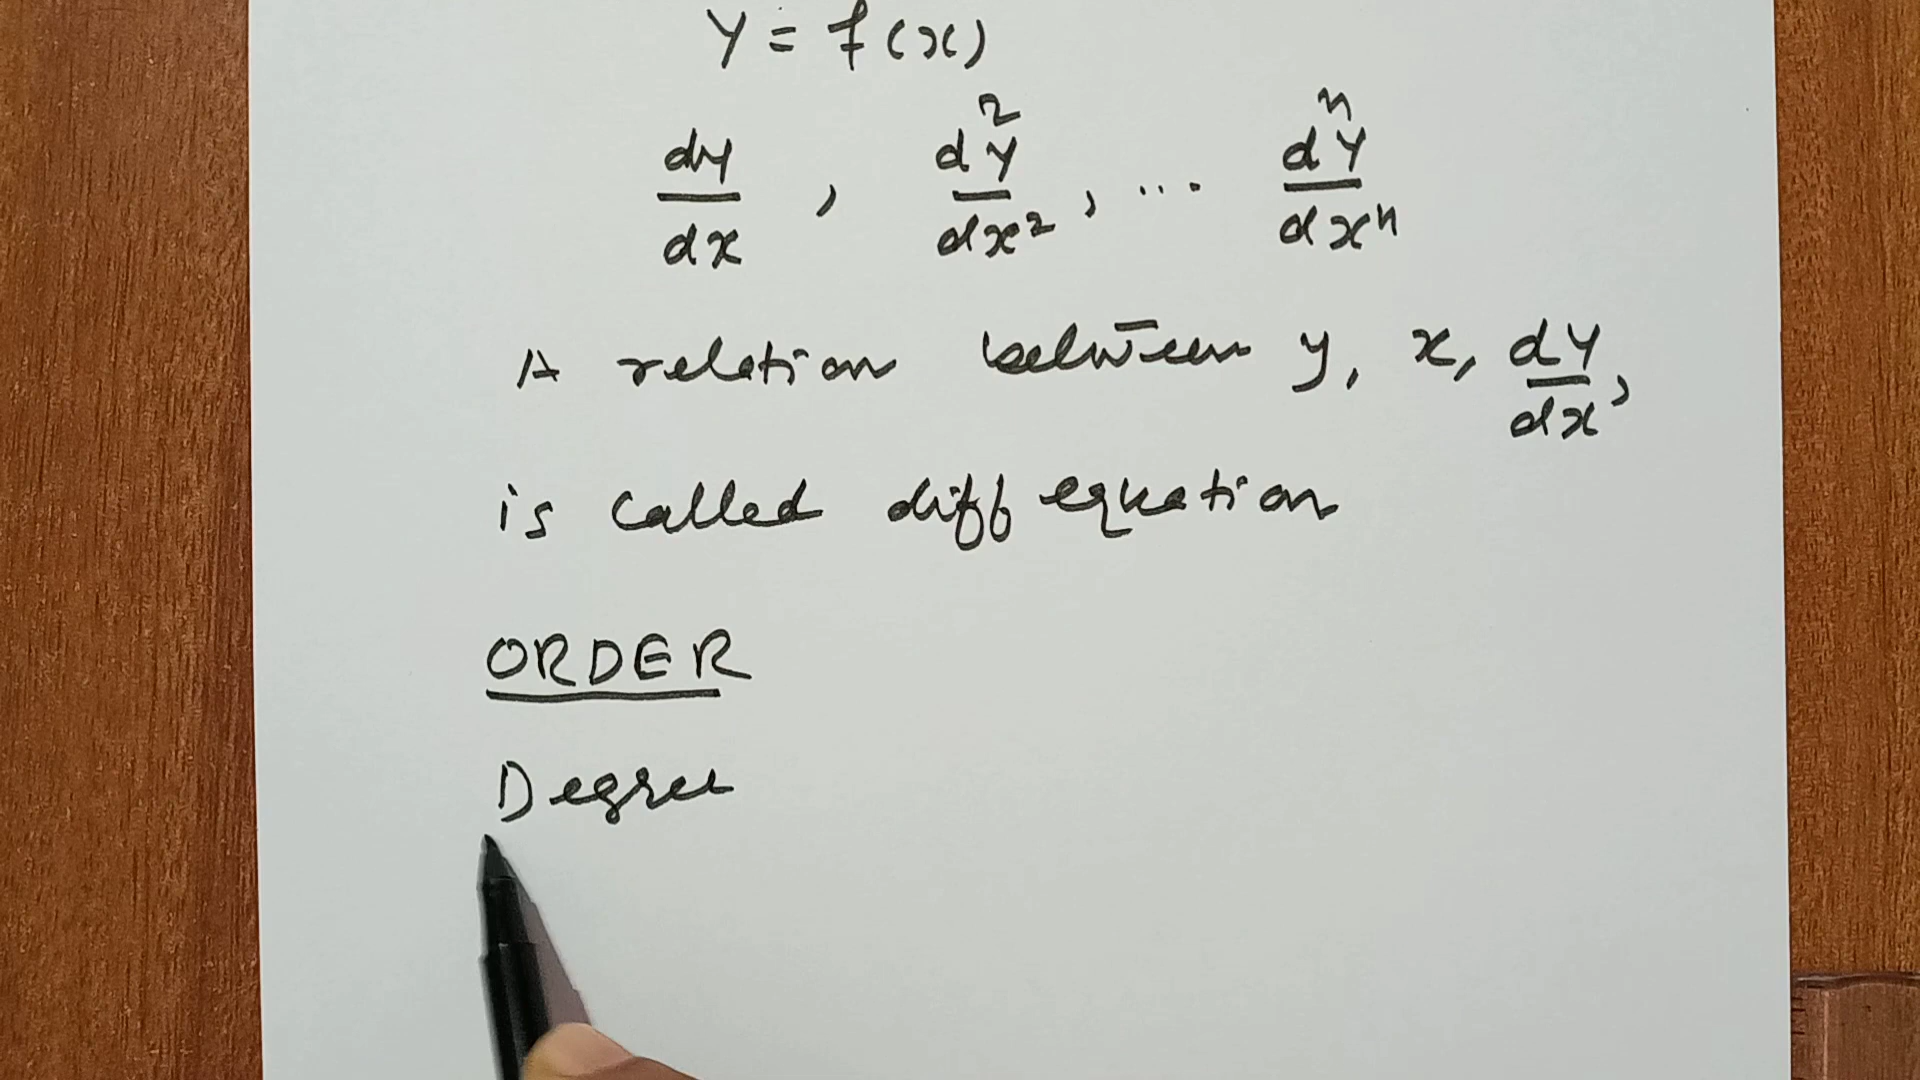 Y = f(x)
dy/dx , d²y/dx² , ... dⁿy/dxⁿ
A relation between y, x, dy/dx,
is called diff equation
ORDER
Degree